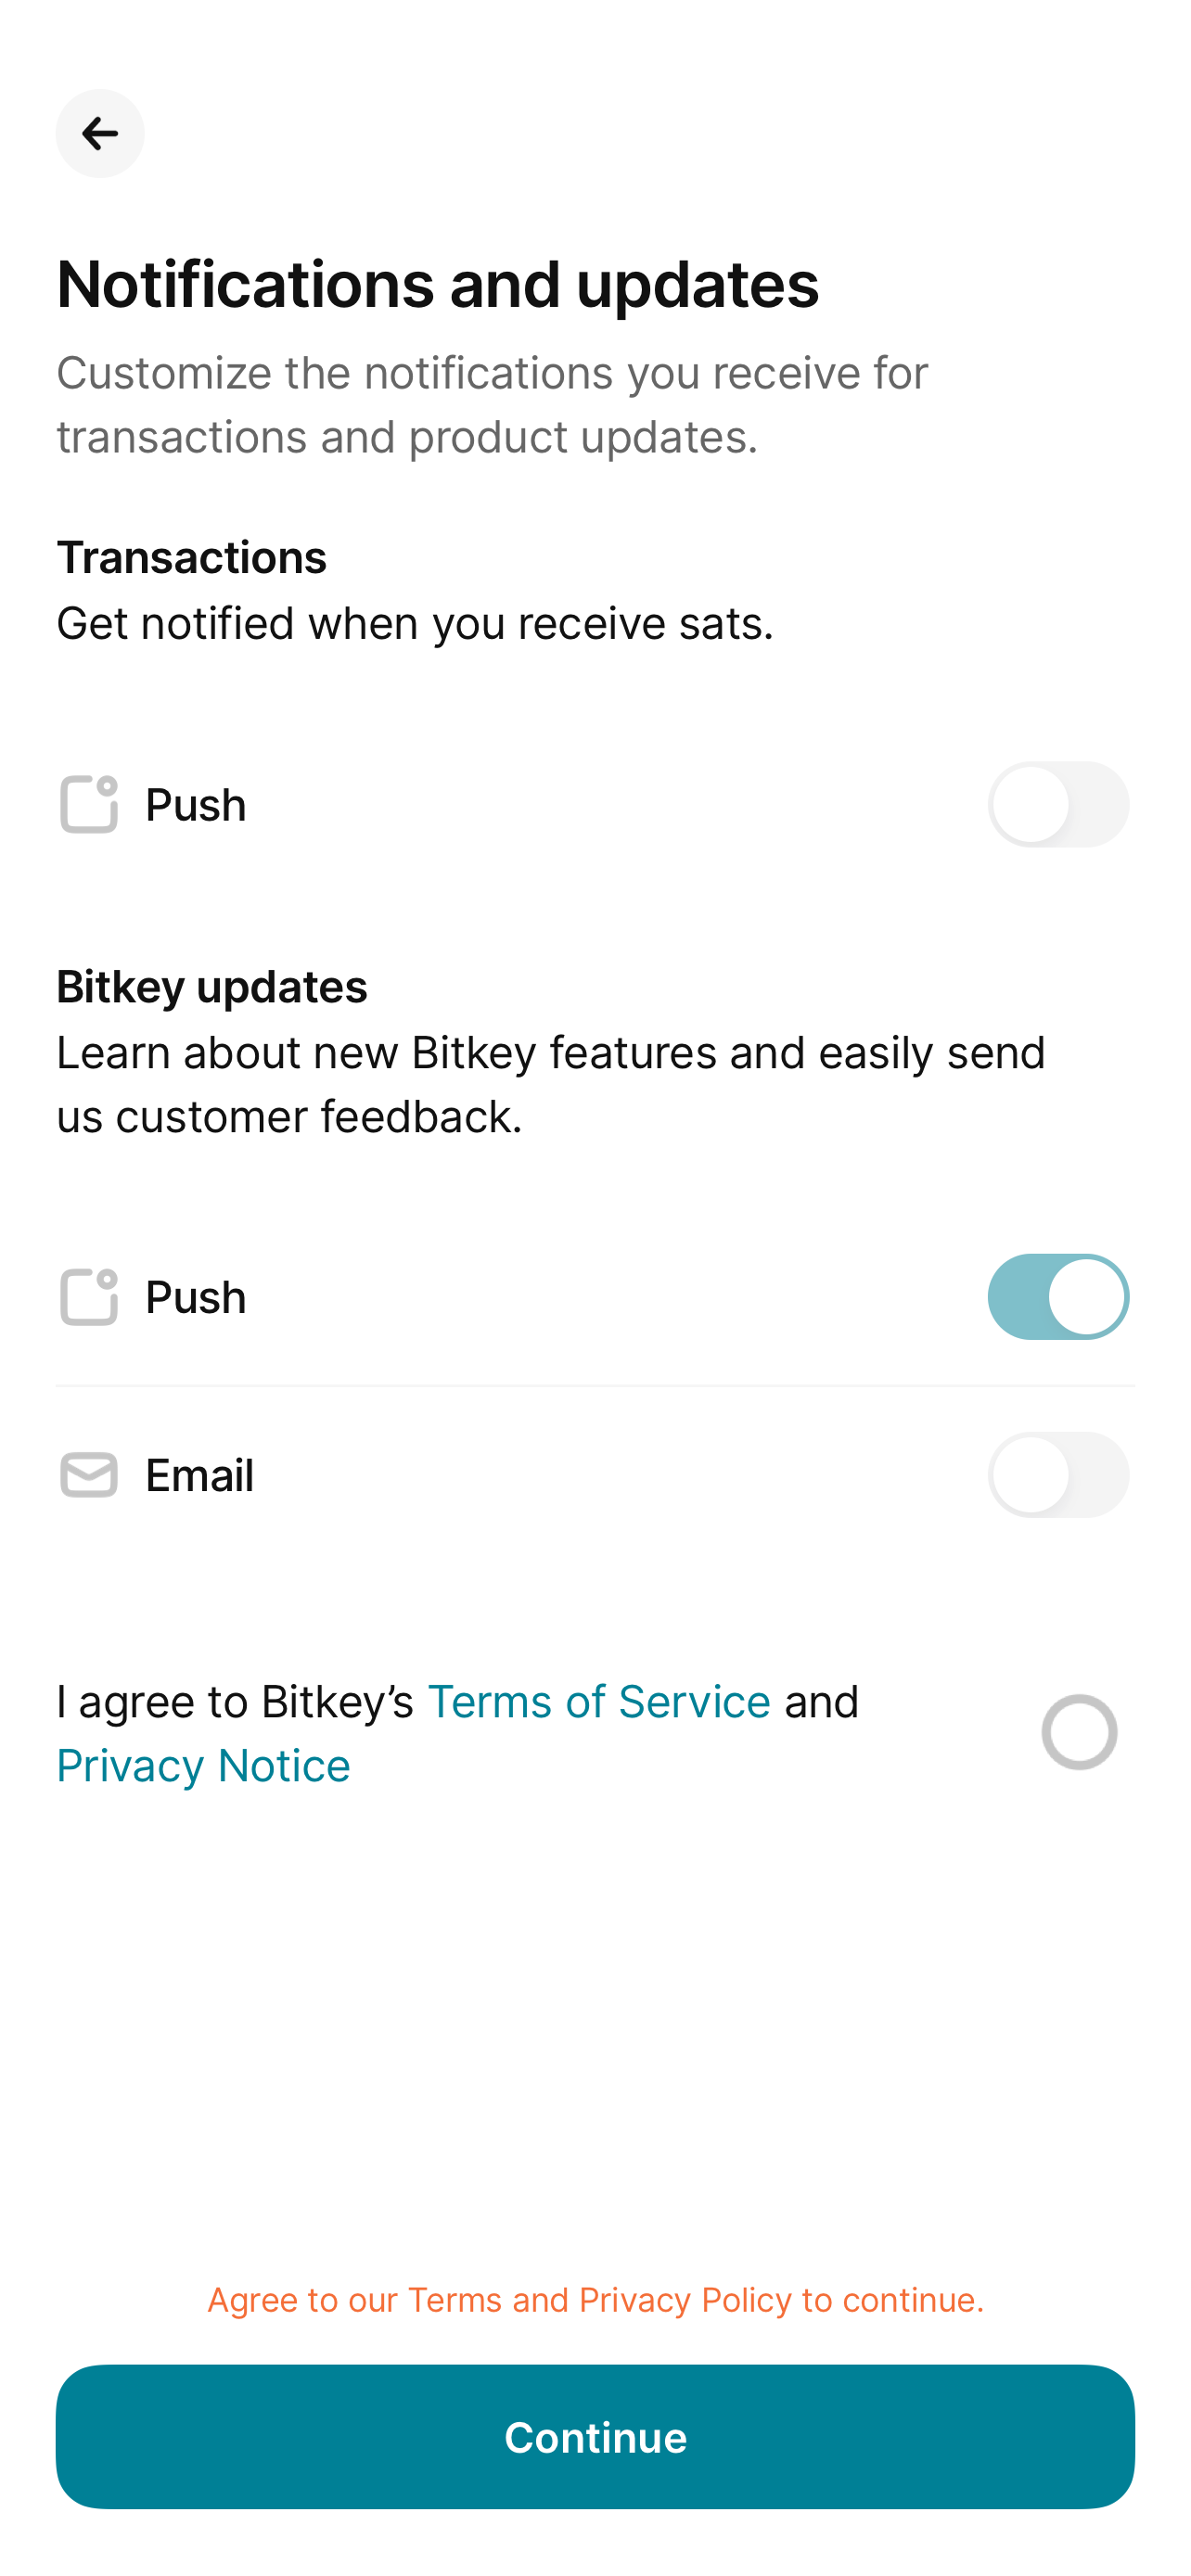 Notifications and updates
Customize the notifications you receive for
transactions and product updates.
Transactions
Get notified when you receive sats.
Push
Bitkey updates
Learn about new Bitkey features and easily send
us customer feedback.
Push
Email
I agree to Bitkey’s Terms of Service and
Privacy Notice
Agree to our Terms and Privacy Policy to continue.
Continue